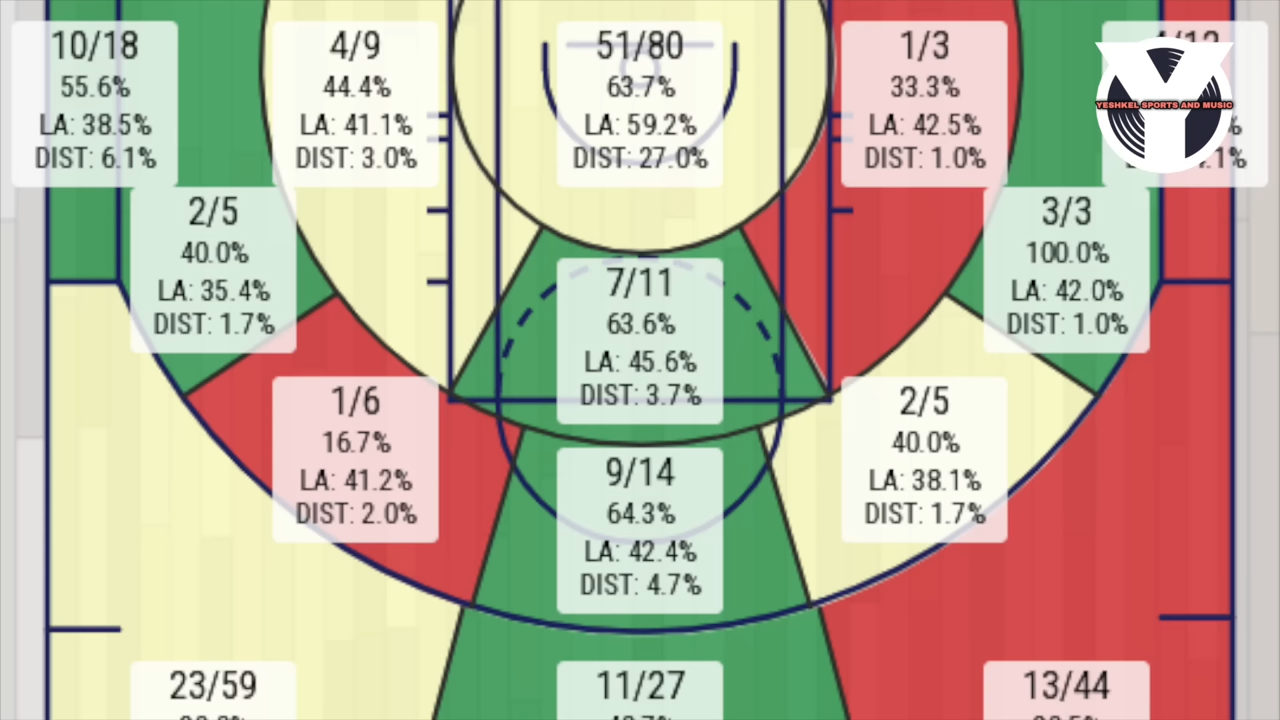 10/18
55.6%
LA: 38.5%
DIST: 6.1%
4/9
44.4%
LA: 41.1%
DIST: 3.0%
51/80
63.7%
LA: 59.2%
DIST: 27.0%
1/3
33.3%
LA: 42.5%
DIST: 1.0%
YESHKEL SPORTS AND MUSIC
2/5
40.0%
LA: 35.4%
DIST: 1.7%
7/11
63.6%
LA: 45.6%
DIST: 3.7%
3/3
100.0%
LA: 42.0%
DIST: 1.0%
1/6
16.7%
LA: 41.2%
DIST: 2.0%
9/14
64.3%
LA: 42.4%
DIST: 4.7%
2/5
40.0%
LA: 38.1%
DIST: 1.7%
23/59
11/27
13/44